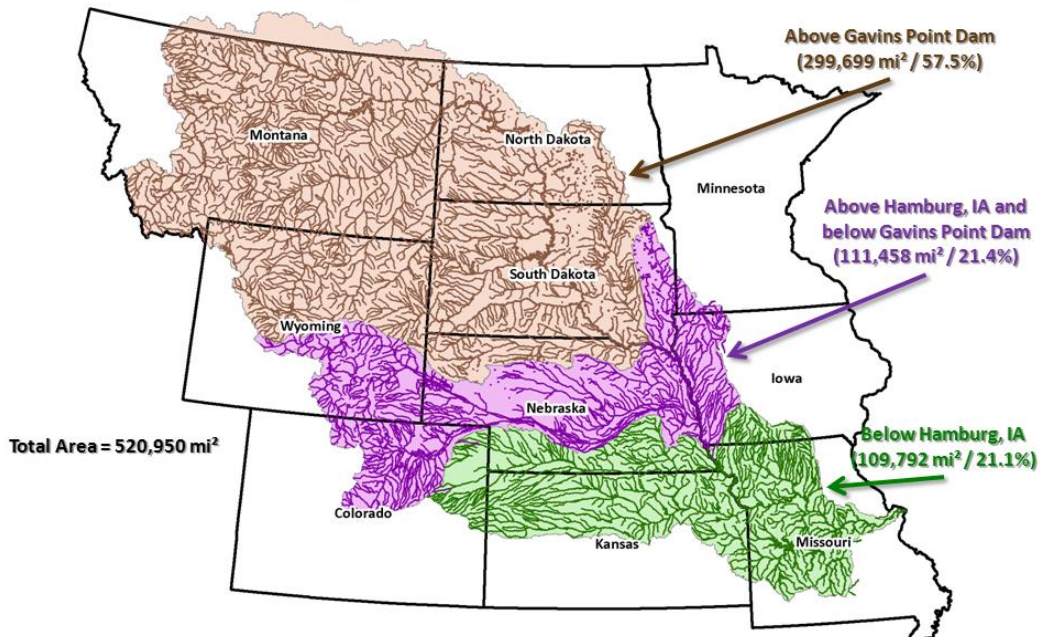 Above Gavins Point Dam
(299,699 mi² / 57.5%)
Montana
North Dakota
Minnesota
Above Hamburg, IA and
below Gavins Point Dam
(111,458 mi² / 21.4%)
South Dakota
Wyoming
Iowa
Nebraska
Total Area = 520,950 mi²
Below Hamburg, IA
(109,792 mi² / 21.1%)
Colorado
Kansas
Missouri